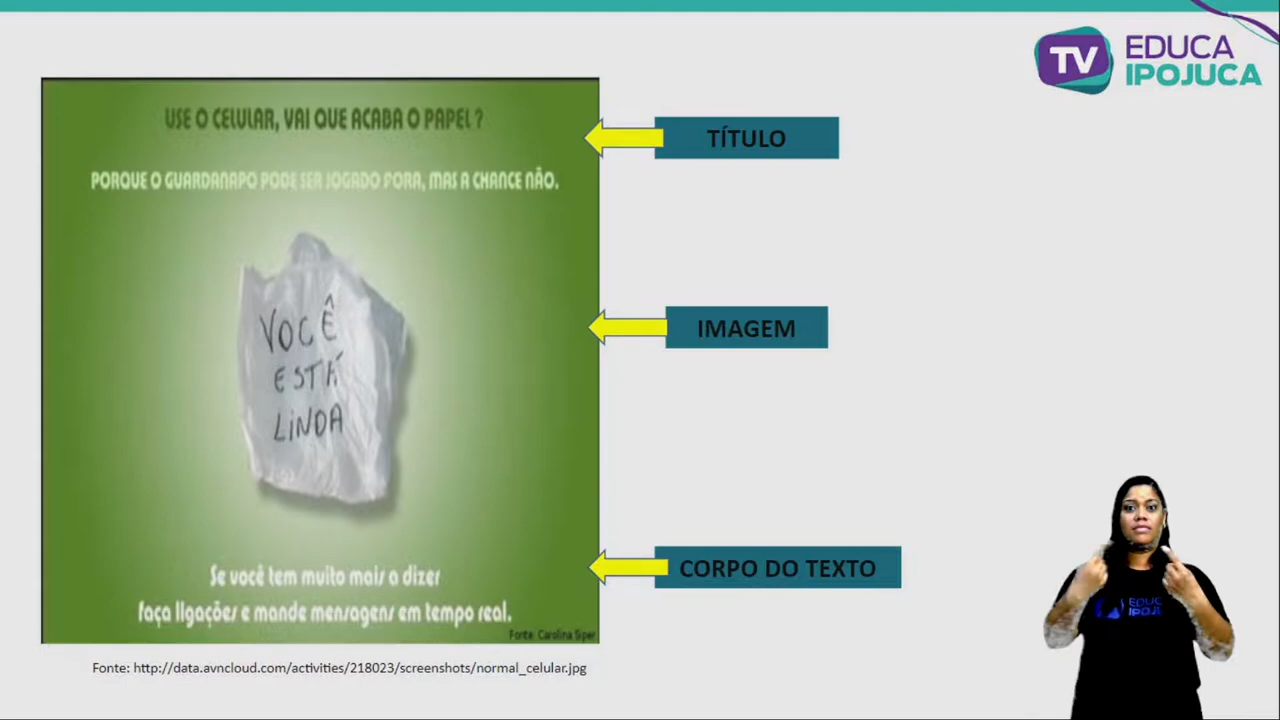 TV EDUCA
IPOJUCA
USE O CELULAR, VAI QUE ACABA O PAPEL ?
TÍTULO
PORQUE O GUARDANAPO PODE SER JOGADO FORA, MAS A CHANCE NÃO.
VOCÊ
ESTÁ
LINDA
IMAGEM
Se você tem muito mais a dizer
CORPO DO TEXTO
faça ligações e mande mensagens em tempo real.
Fonte: Carolina Siper
Fonte: http://data.avncloud.com/activities/218023/screenshots/normal_celular.jpg
EDUC
IPOJU